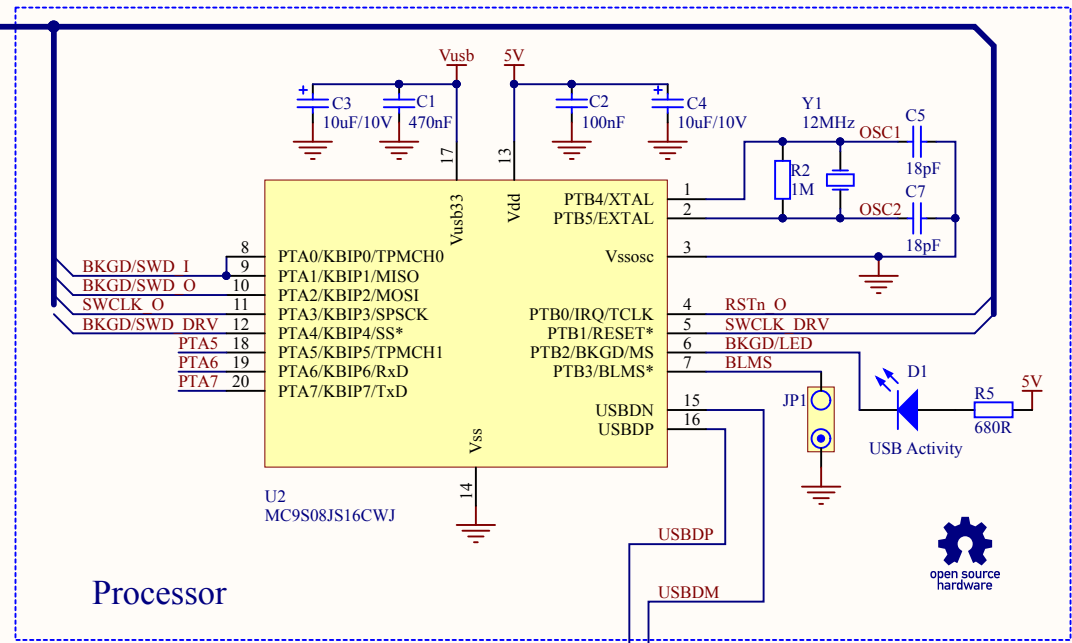 Vusb
5V
+
C3
10uF/10V
C1
470nF
C2
100nF
+
C4
10uF/10V
Y1
12MHz
OSC1
C5
18pF
R2
1M
OSC2
C7
18pF
17
13
Vusb33
Vdd
PTB4/XTAL 1
PTB5/EXTAL 2
Vssosc 3
8 PTA0/KBIP0/TPMCH0
BKGD/SWD_I 9 PTA1/KBIP1/MISO
BKGD/SWD_O 10 PTA2/KBIP2/MOSI
SWCLK_O 11 PTA3/KBIP3/SPSCK
BKGD/SWD_DRV 12 PTA4/KBIP4/SS*
PTA5 18 PTA5/KBIP5/TPMCH1
PTA6 19 PTA6/KBIP6/RxD
PTA7 20 PTA7/KBIP7/TxD
PTB0/IRQ/TCLK 4 RSTn_O
PTB1/RESET* 5 SWCLK_DRV
PTB2/BKGD/MS 6 BKGD/LED
PTB3/BLMS* 7 BLMS
USBDN 15
USBDP 16
Vss
14
JP1
D1
USB Activity
R5
680R
5V
U2
MC9S08JS16CWJ
USBDP
USBDM
Processor
open source
hardware